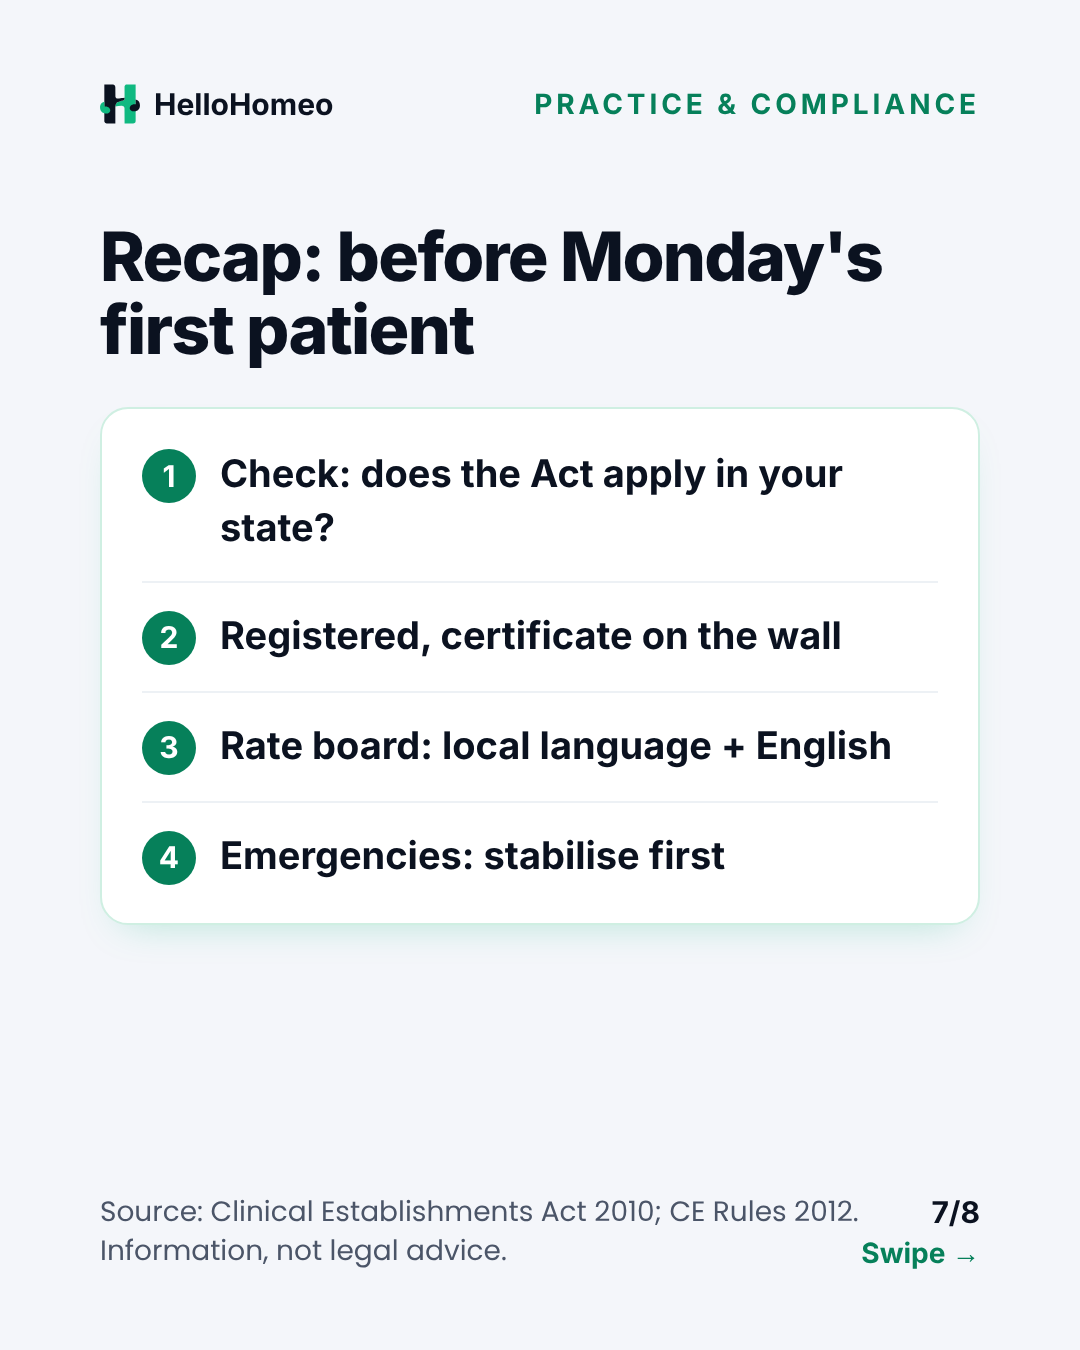 HelloHomeo
PRACTICE & COMPLIANCE
Recap: before Monday's
first patient
1 Check: does the Act apply in your
state?
2 Registered, certificate on the wall
3 Rate board: local language + English
4 Emergencies: stabilise first
Source: Clinical Establishments Act 2010; CE Rules 2012.
Information, not legal advice.
7/8
Swipe →